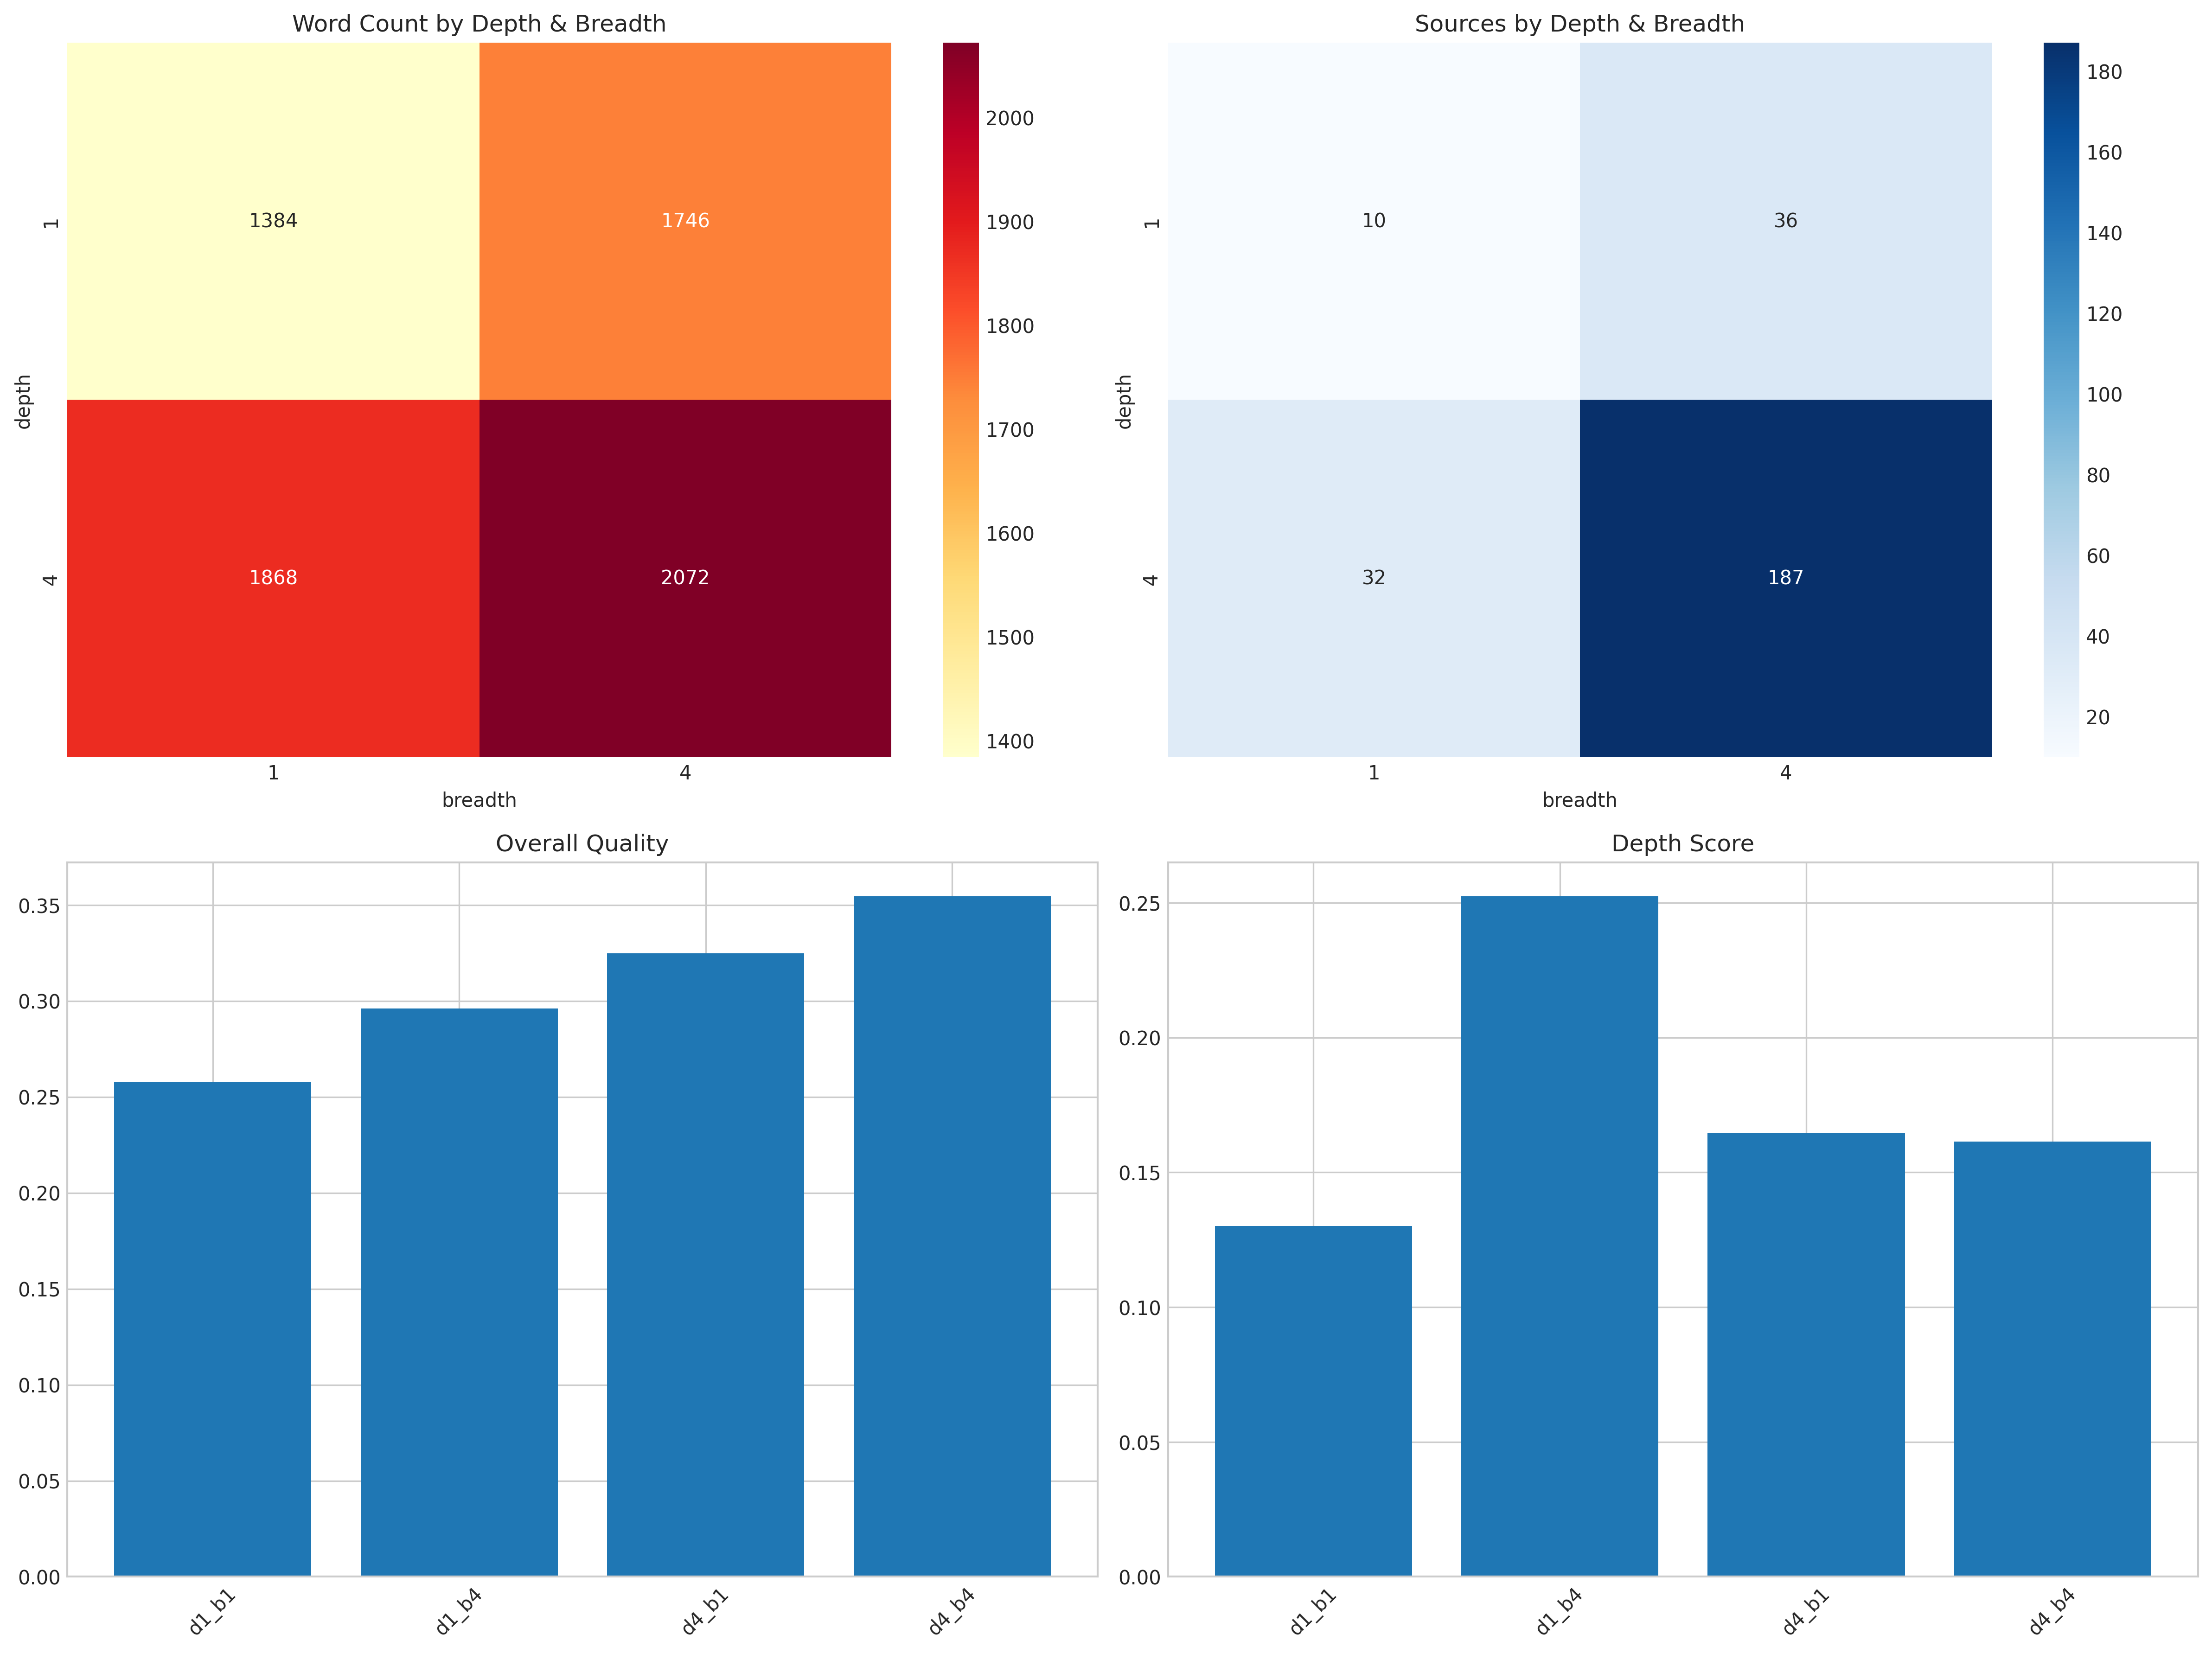 Word Count by Depth & Breadth
1384
1746
1868
2072
1
4
depth
1
4
breadth
2000
1900
1800
1700
1600
1500
1400
Sources by Depth & Breadth
10
36
32
187
1
4
depth
1
4
breadth
180
160
140
120
100
80
60
40
20
Overall Quality
0.35
0.30
0.25
0.20
0.15
0.10
0.05
0.00
d1_b1
d1_b4
d4_b1
d4_b4
Depth Score
0.25
0.20
0.15
0.10
0.05
0.00
d1_b1
d1_b4
d4_b1
d4_b4